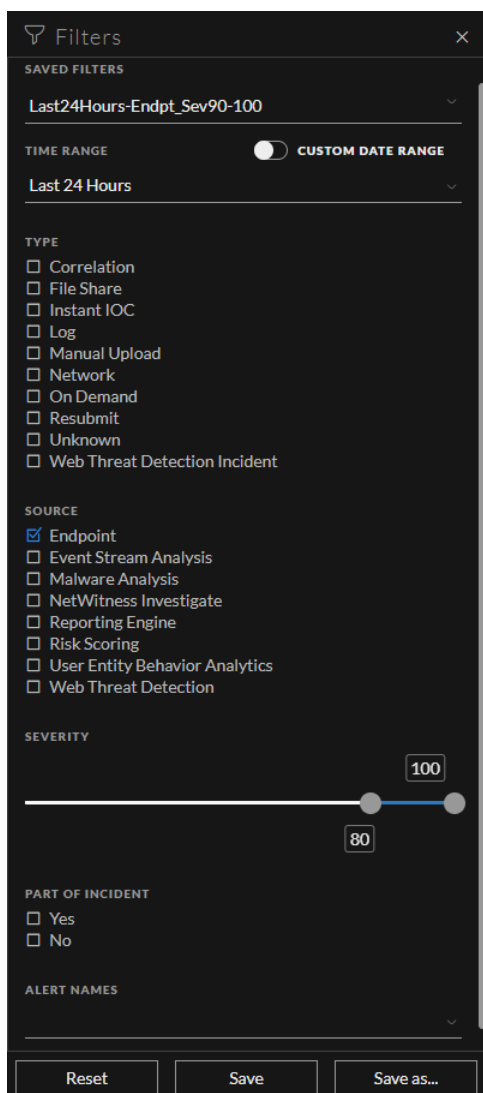 Filters
SAVED FILTERS
Last24Hours-Endpt_Sev90-100
TIME RANGE CUSTOM DATE RANGE
Last 24 Hours
TYPE
Correlation
File Share
Instant IOC
Log
Manual Upload
Network
On Demand
Resubmit
Unknown
Web Threat Detection Incident
SOURCE
Endpoint
Event Stream Analysis
Malware Analysis
NetWitness Investigate
Reporting Engine
Risk Scoring
User Entity Behavior Analytics
Web Threat Detection
SEVERITY
100
80
PART OF INCIDENT
Yes
No
ALERT NAMES
Reset Save Save as...